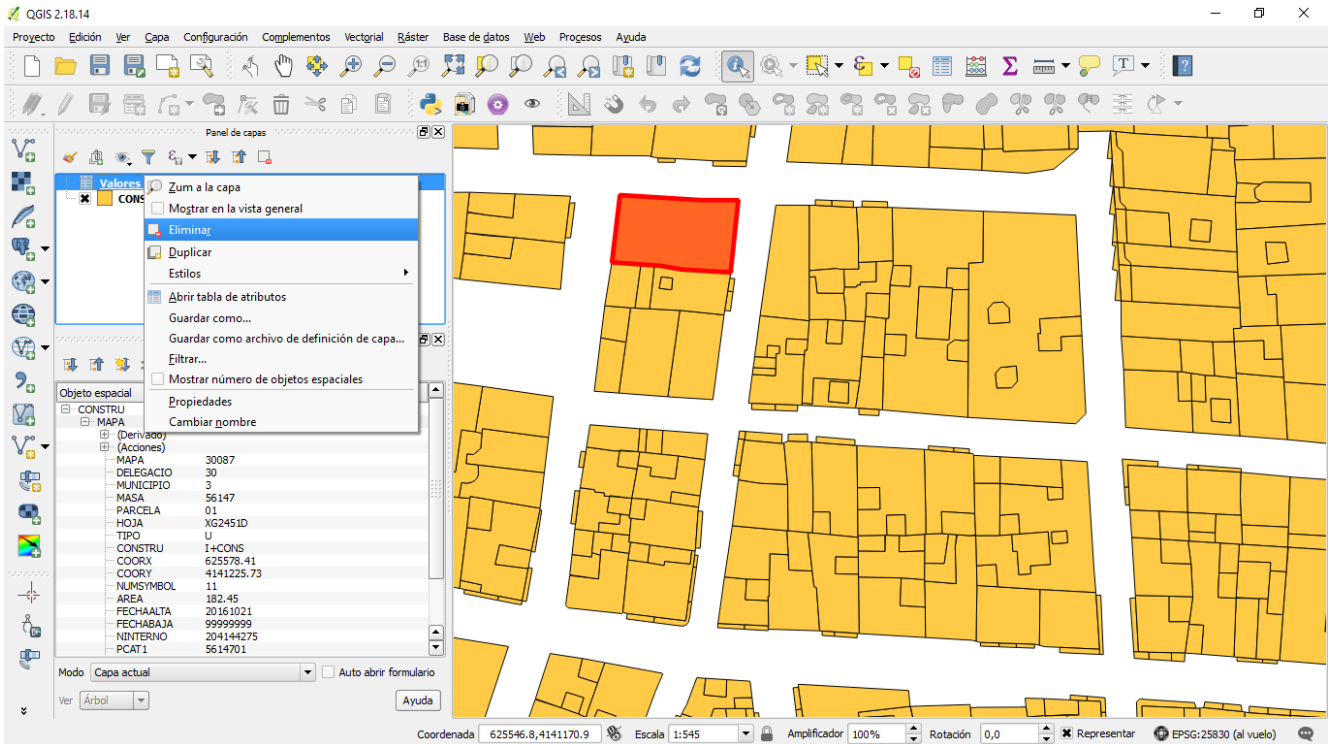 QGIS 2.18.14
Proyecto Edición Ver Capa Configuración Complementos Vectorial Ráster Base de datos Web Procesos Ayuda
Panel de capas
Valores
CONS
Zum a la capa
Mostrar en la vista general
Eliminar
Duplicar
Estilos
Abrir tabla de atributos
Guardar como...
Guardar como archivo de definición de capa...
Filtrar...
Mostrar número de objetos espaciales
Propiedades
Cambiar nombre
Objeto espacial
CONSTRU
MAPA
(Derivado)
(Acciones)
MAPA 30087
DELEGACIO 30
MUNICIPIO 3
MASA 56147
PARCELA 01
HOJA XG2451D
TIPO U
CONSTRU I+CONS
COORX 625578.41
COORY 4141225.73
NUMSYMBOL 11
AREA 182.45
FECHAALTA 20161021
FECHABAJA 99999999
NINTERNO 204144275
PCAT1 5614701
Modo Capa actual Auto abrir formulario
Ver Árbol Ayuda
Coordenada 625546.8,4141170.9 Escala 1:545 Amplificador 100% Rotación 0,0 Representar EPSG:25830 (al vuelo)